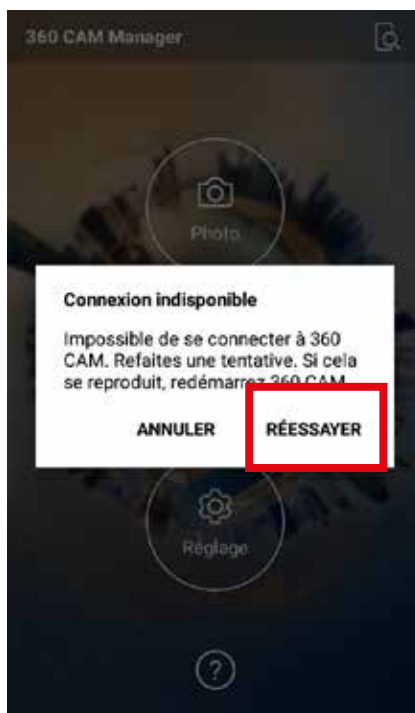 360 CAM Manager
Photo
Connexion indisponible
Impossible de se connecter à 360
CAM. Refaites une tentative. Si cela
se reproduit, redémarrez 360 CAM
ANNULER RÉESSAYER
Réglage
?